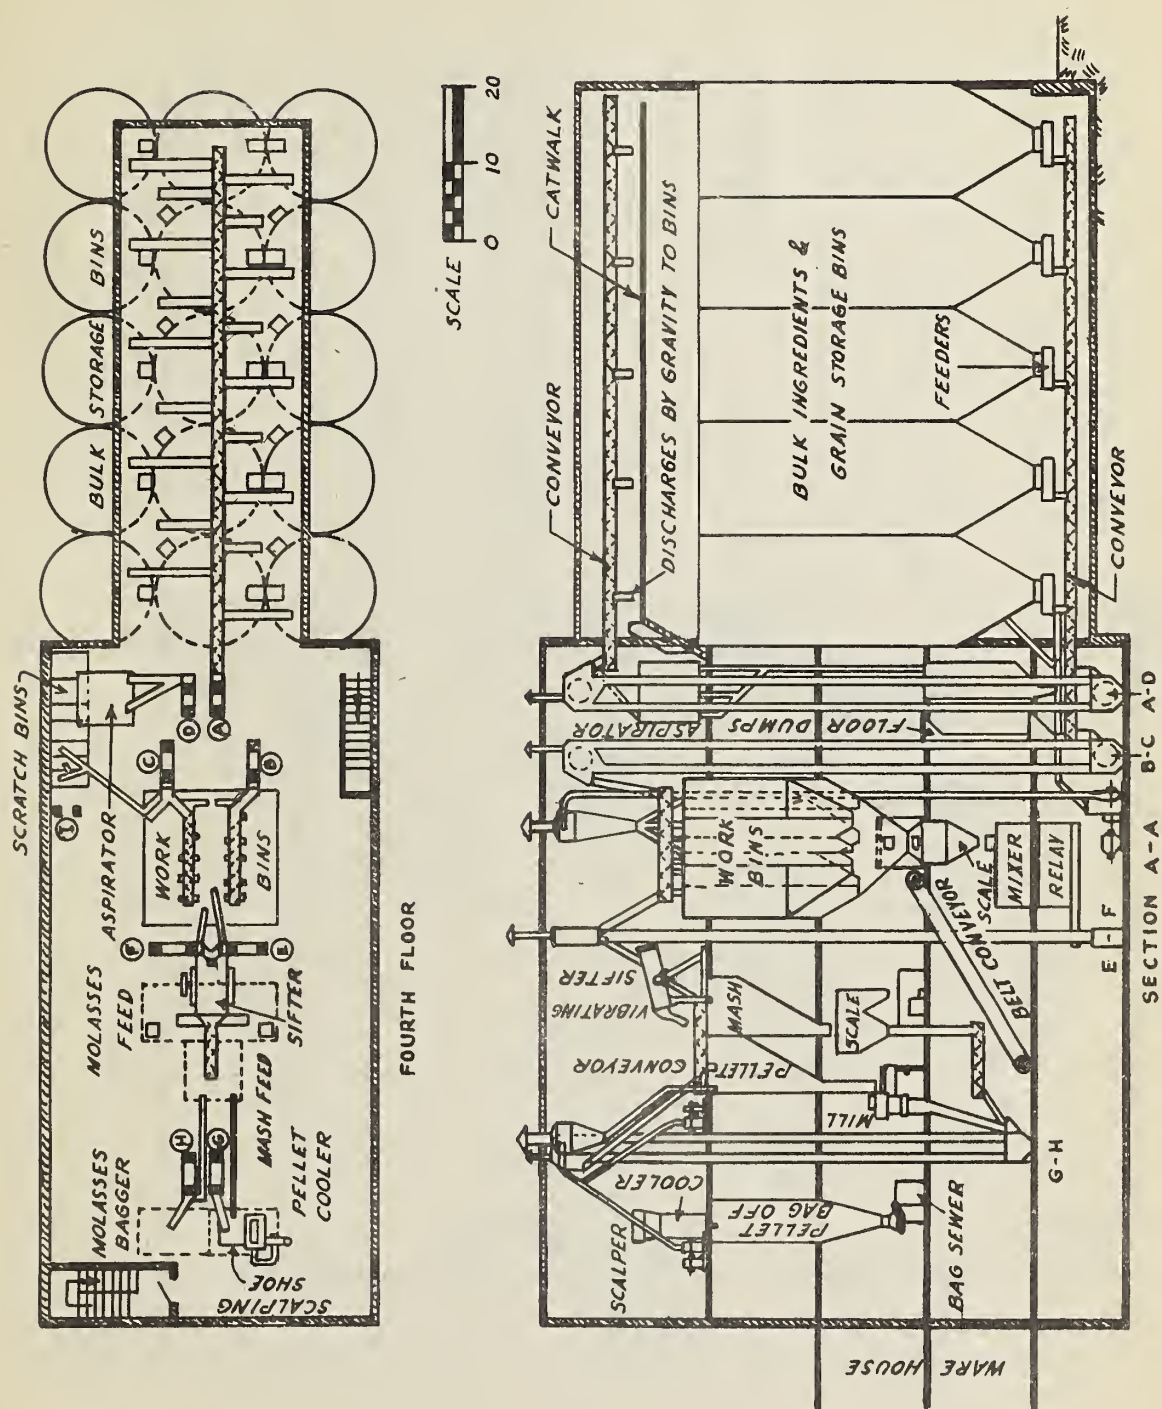 SCRATCH BINS
BULK STORAGE BINS
ASPIRATOR
I
C
D
A
B
WORK
BINS
F
E
MOLASSES
FEED
SIFTER
MASH FEED
H
G
MOLASSES
BAGGER
PELLET
COOLER
SCALPING
SHOE
FOURTH FLOOR
SCALE
0
10
20
CONVEYOR
CATWALK
DISCHARGES BY GRAVITY TO BINS
BULK INGREDIENTS &
GRAIN STORAGE BINS
FEEDERS
CONVEYOR
ASPIRATOR
FLOOR DUMPS
WORK
BINS
SCALE
MIXER
RELAY
BELT CONVEYOR
VIBRATING
SIFTER
MASH
SCALE
CONVEYOR
PELLET
MILL
COOLER
SCALPER
PELLET
BAG OFF
BAG SEWER
WARE HOUSE
G-H
E - F
B-C
A-D
SECTION A-A